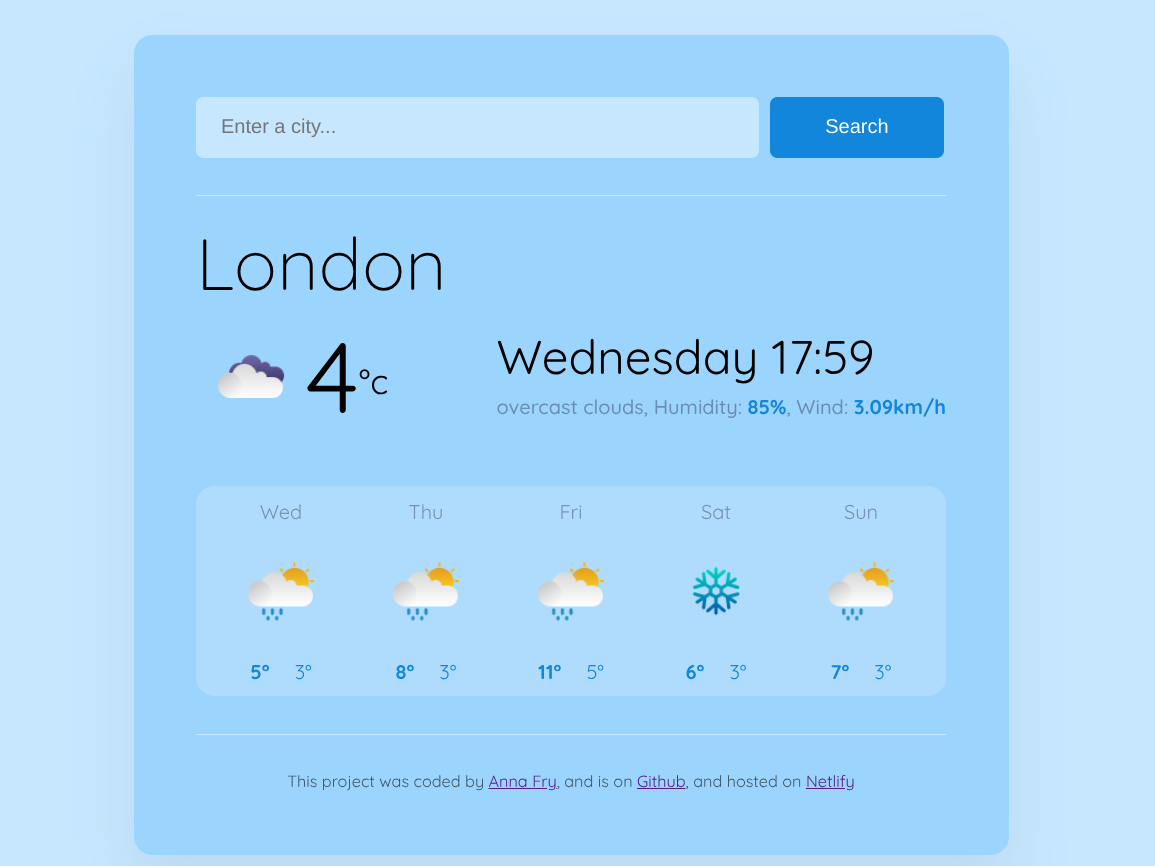 Enter a city...
Search
London
4°C
Wednesday 17:59
overcast clouds, Humidity: 85%, Wind: 3.09km/h
Wed Thu Fri Sat Sun
5° 3° 8° 3° 11° 5° 6° 3° 7° 3°
This project was coded by Anna Fry, and is on Github, and hosted on Netlify